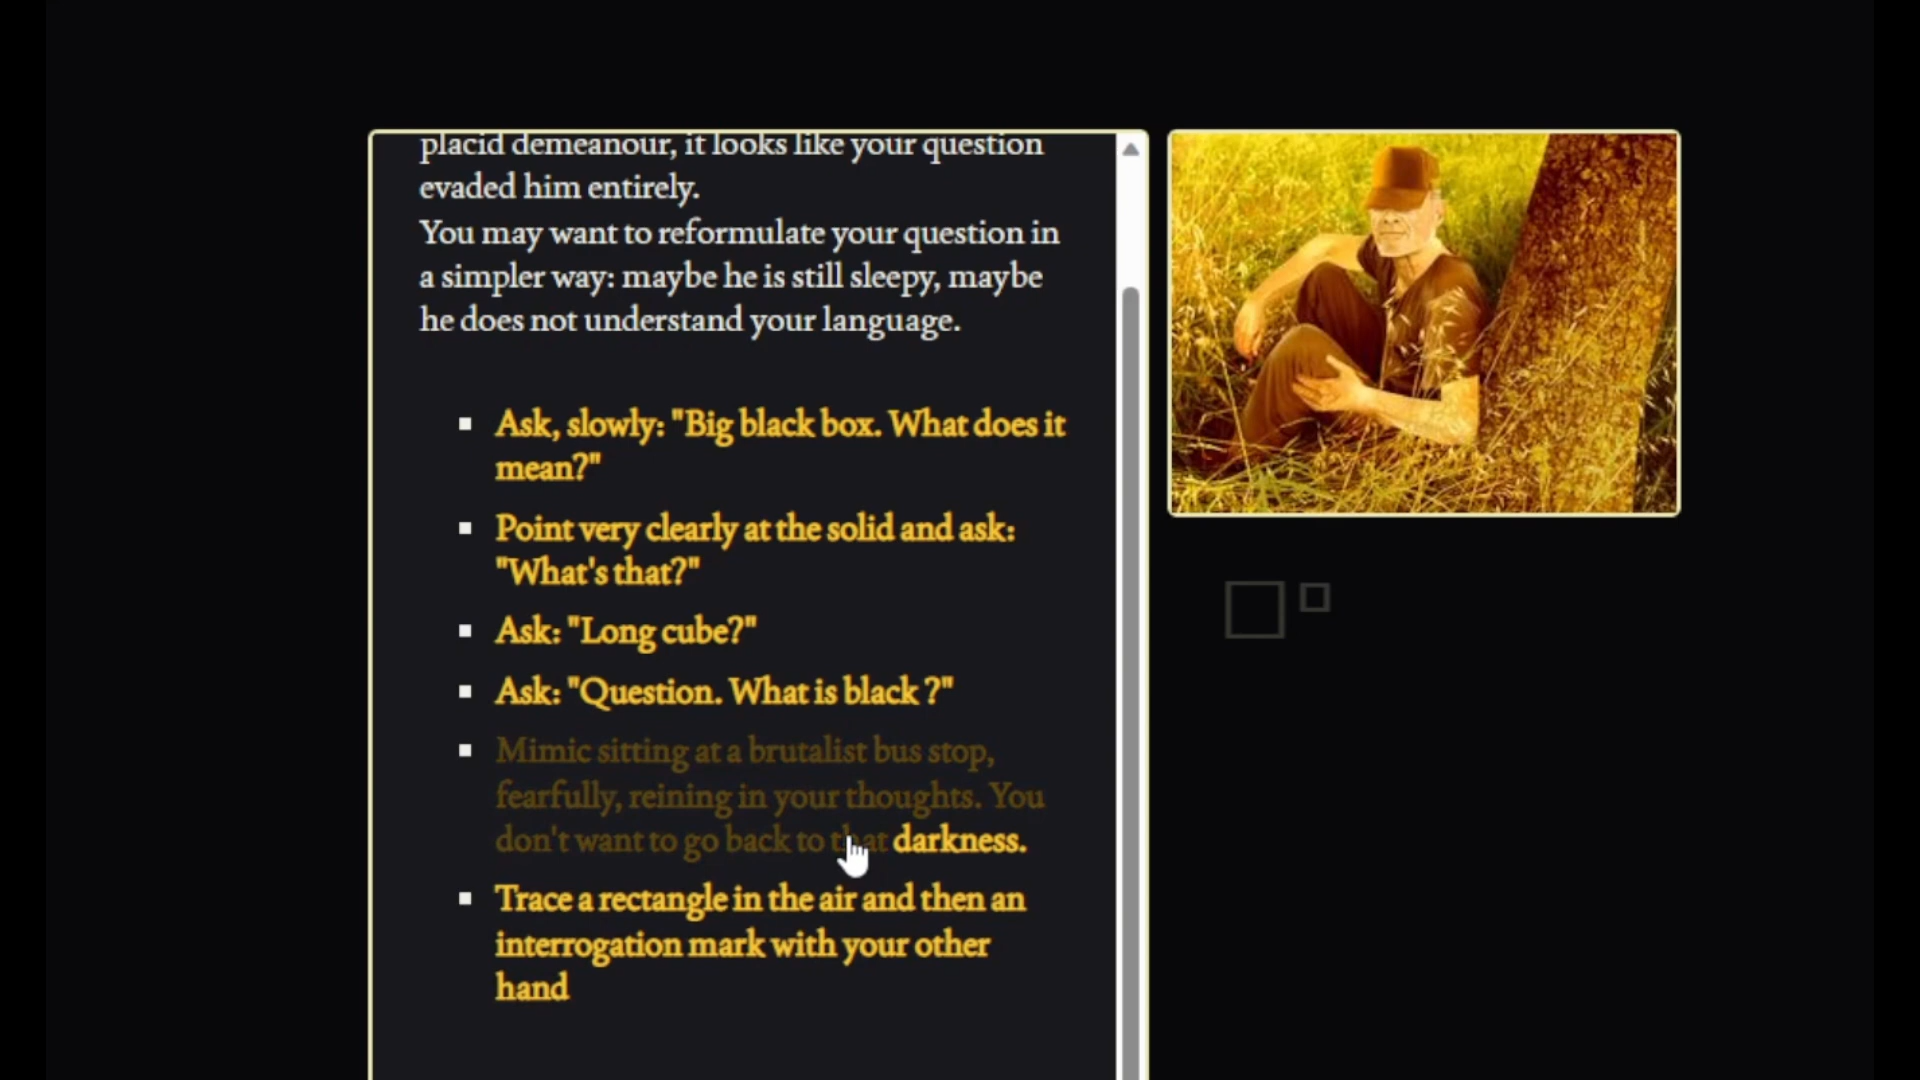 placid demeanour, it looks like your question
evaded him entirely.
You may want to reformulate your question in
a simpler way: maybe he is still sleepy, maybe
he does not understand your language.
Ask, slowly: "Big black box. What does it
mean?"
Point very clearly at the solid and ask:
"What's that?"
Ask: "Long cube?"
Ask: "Question. What is black ?"
Mimic sitting at a brutalist bus stop,
fearfully, reining in your thoughts. You
don't want to go back to that darkness.
Trace a rectangle in the air and then an
interrogation mark with your other
hand